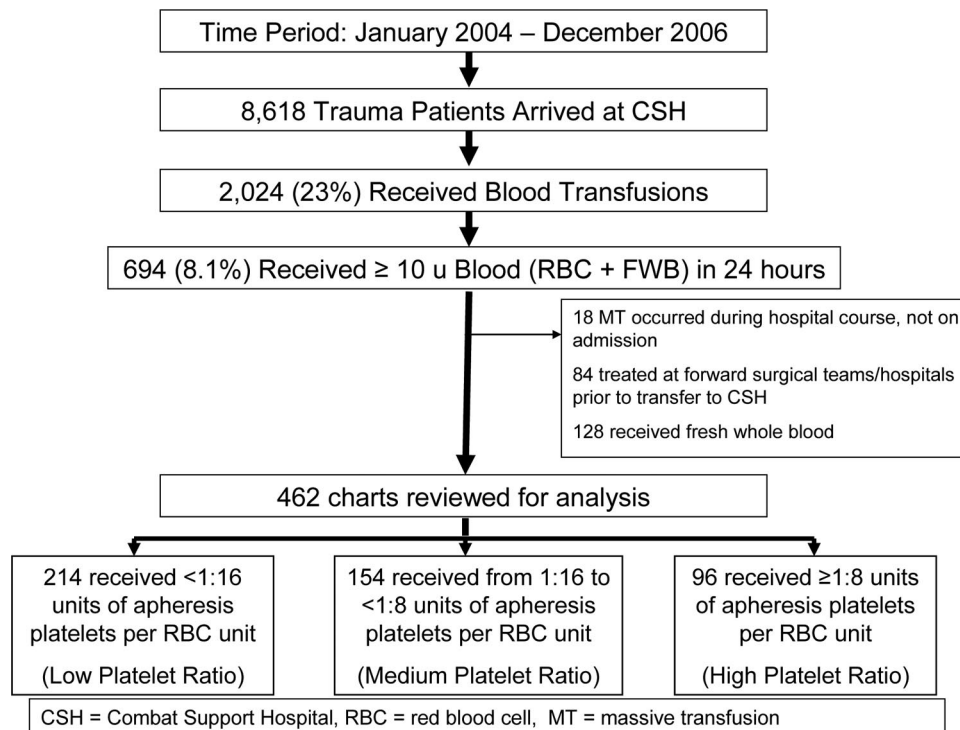 Time Period: January 2004 – December 2006
8,618 Trauma Patients Arrived at CSH
2,024 (23%) Received Blood Transfusions
694 (8.1%) Received ≥ 10 u Blood (RBC + FWB) in 24 hours
18 MT occurred during hospital course, not on
admission
84 treated at forward surgical teams/hospitals
prior to transfer to CSH
128 received fresh whole blood
462 charts reviewed for analysis
214 received <1:16
units of apheresis
platelets per RBC
unit
(Low Platelet Ratio)
154 received from 1:16 to
<1:8 units of apheresis
platelets per RBC unit
(Medium Platelet Ratio)
96 received ≥1:8 units
of apheresis platelets
per RBC unit
(High Platelet Ratio)
CSH = Combat Support Hospital, RBC = red blood cell, MT = massive transfusion